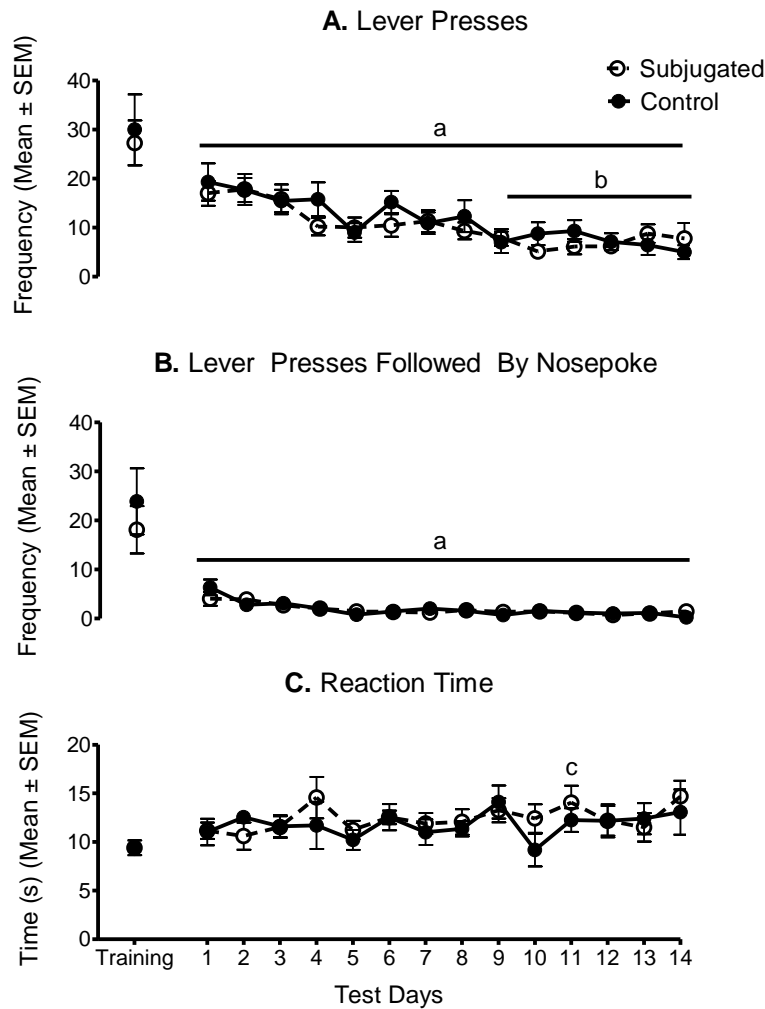 A. Lever Presses
Subjugated
Control
Frequency (Mean ± SEM)
40
30
20
10
0
a
b
B. Lever Presses Followed By Nosepoke
Frequency (Mean ± SEM)
40
30
20
10
0
a
C. Reaction Time
Time (s) (Mean ± SEM)
20
15
10
5
0
c
Training 1 2 3 4 5 6 7 8 9 10 11 12 13 14
Test Days